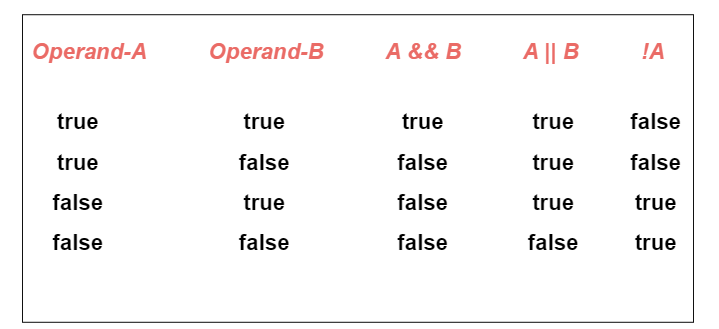 Operand-A Operand-B A && B A || B !A
true true true true false
true false false true false
false true false true true
false false false false true